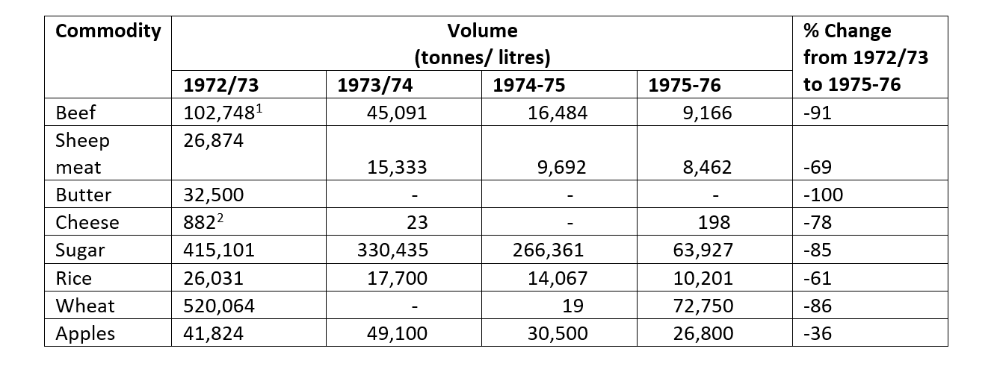 Commodity Volume % Change
(tonnes/ litres) from 1972/73
1972/73 1973/74 1974-75 1975-76 to 1975-76
Beef 102,748¹ 45,091 16,484 9,166 -91
Sheep 26,874
meat 15,333 9,692 8,462 -69
Butter 32,500 - - - -100
Cheese 882² 23 - 198 -78
Sugar 415,101 330,435 266,361 63,927 -85
Rice 26,031 17,700 14,067 10,201 -61
Wheat 520,064 - 19 72,750 -86
Apples 41,824 49,100 30,500 26,800 -36